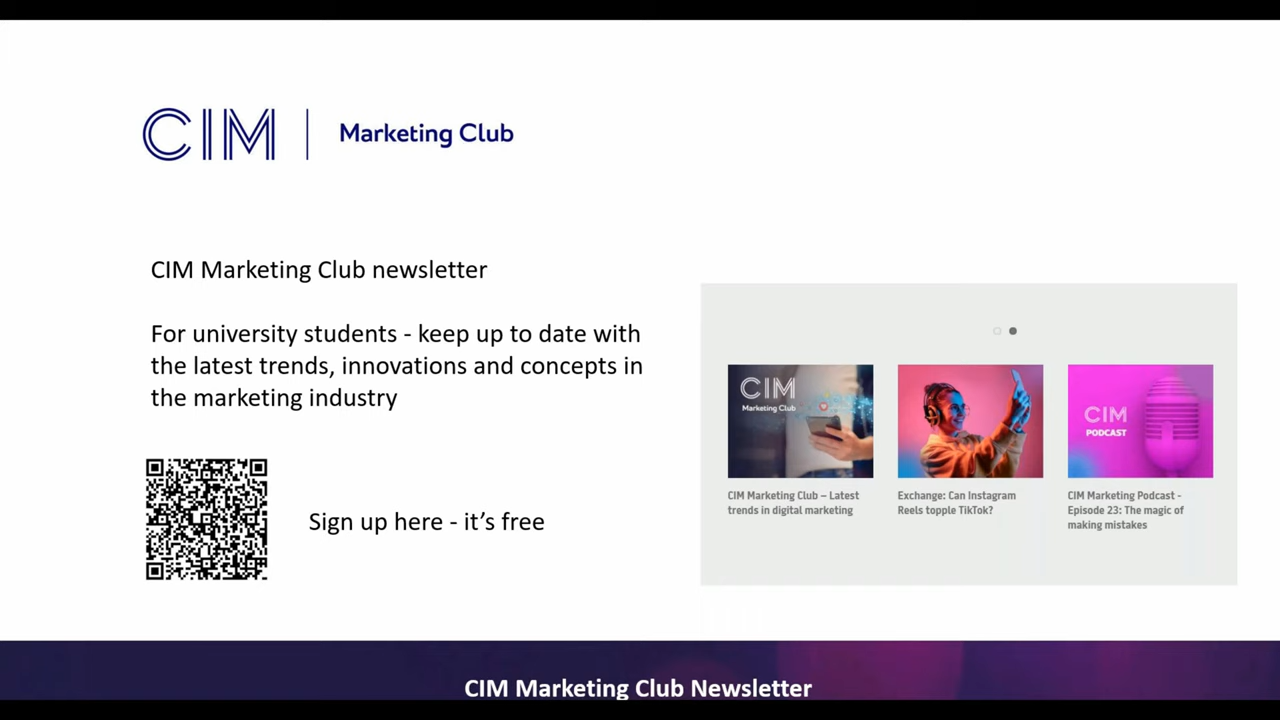 CIM | Marketing Club
CIM Marketing Club newsletter
For university students - keep up to date with
the latest trends, innovations and concepts in
the marketing industry
Sign up here - it’s free
CIM
Marketing Club
CIM Marketing Club – Latest
trends in digital marketing
Exchange: Can Instagram
Reels topple TikTok?
CIM
PODCAST
CIM Marketing Podcast -
Episode 23: The magic of
making mistakes
CIM Marketing Club Newsletter